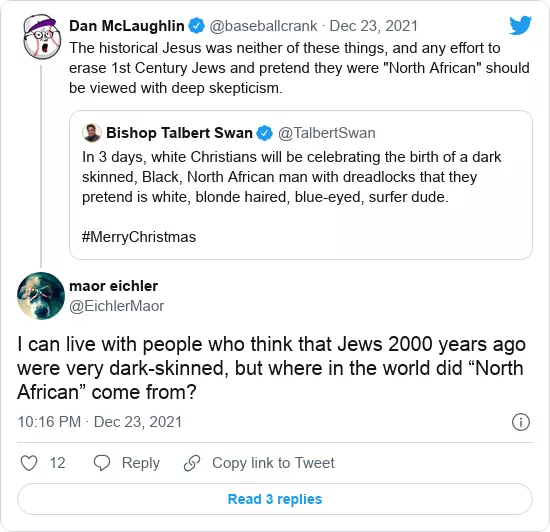 Dan McLaughlin @baseballcrank · Dec 23, 2021
The historical Jesus was neither of these things, and any effort to
erase 1st Century Jews and pretend they were "North African" should
be viewed with deep skepticism.
Bishop Talbert Swan @TalbertSwan
In 3 days, white Christians will be celebrating the birth of a dark
skinned, Black, North African man with dreadlocks that they
pretend is white, blonde haired, blue-eyed, surfer dude.
#MerryChristmas
maor eichler
@EichlerMaor
I can live with people who think that Jews 2000 years ago
were very dark-skinned, but where in the world did “North
African” come from?
10:16 PM · Dec 23, 2021
12 Reply Copy link to Tweet
Read 3 replies